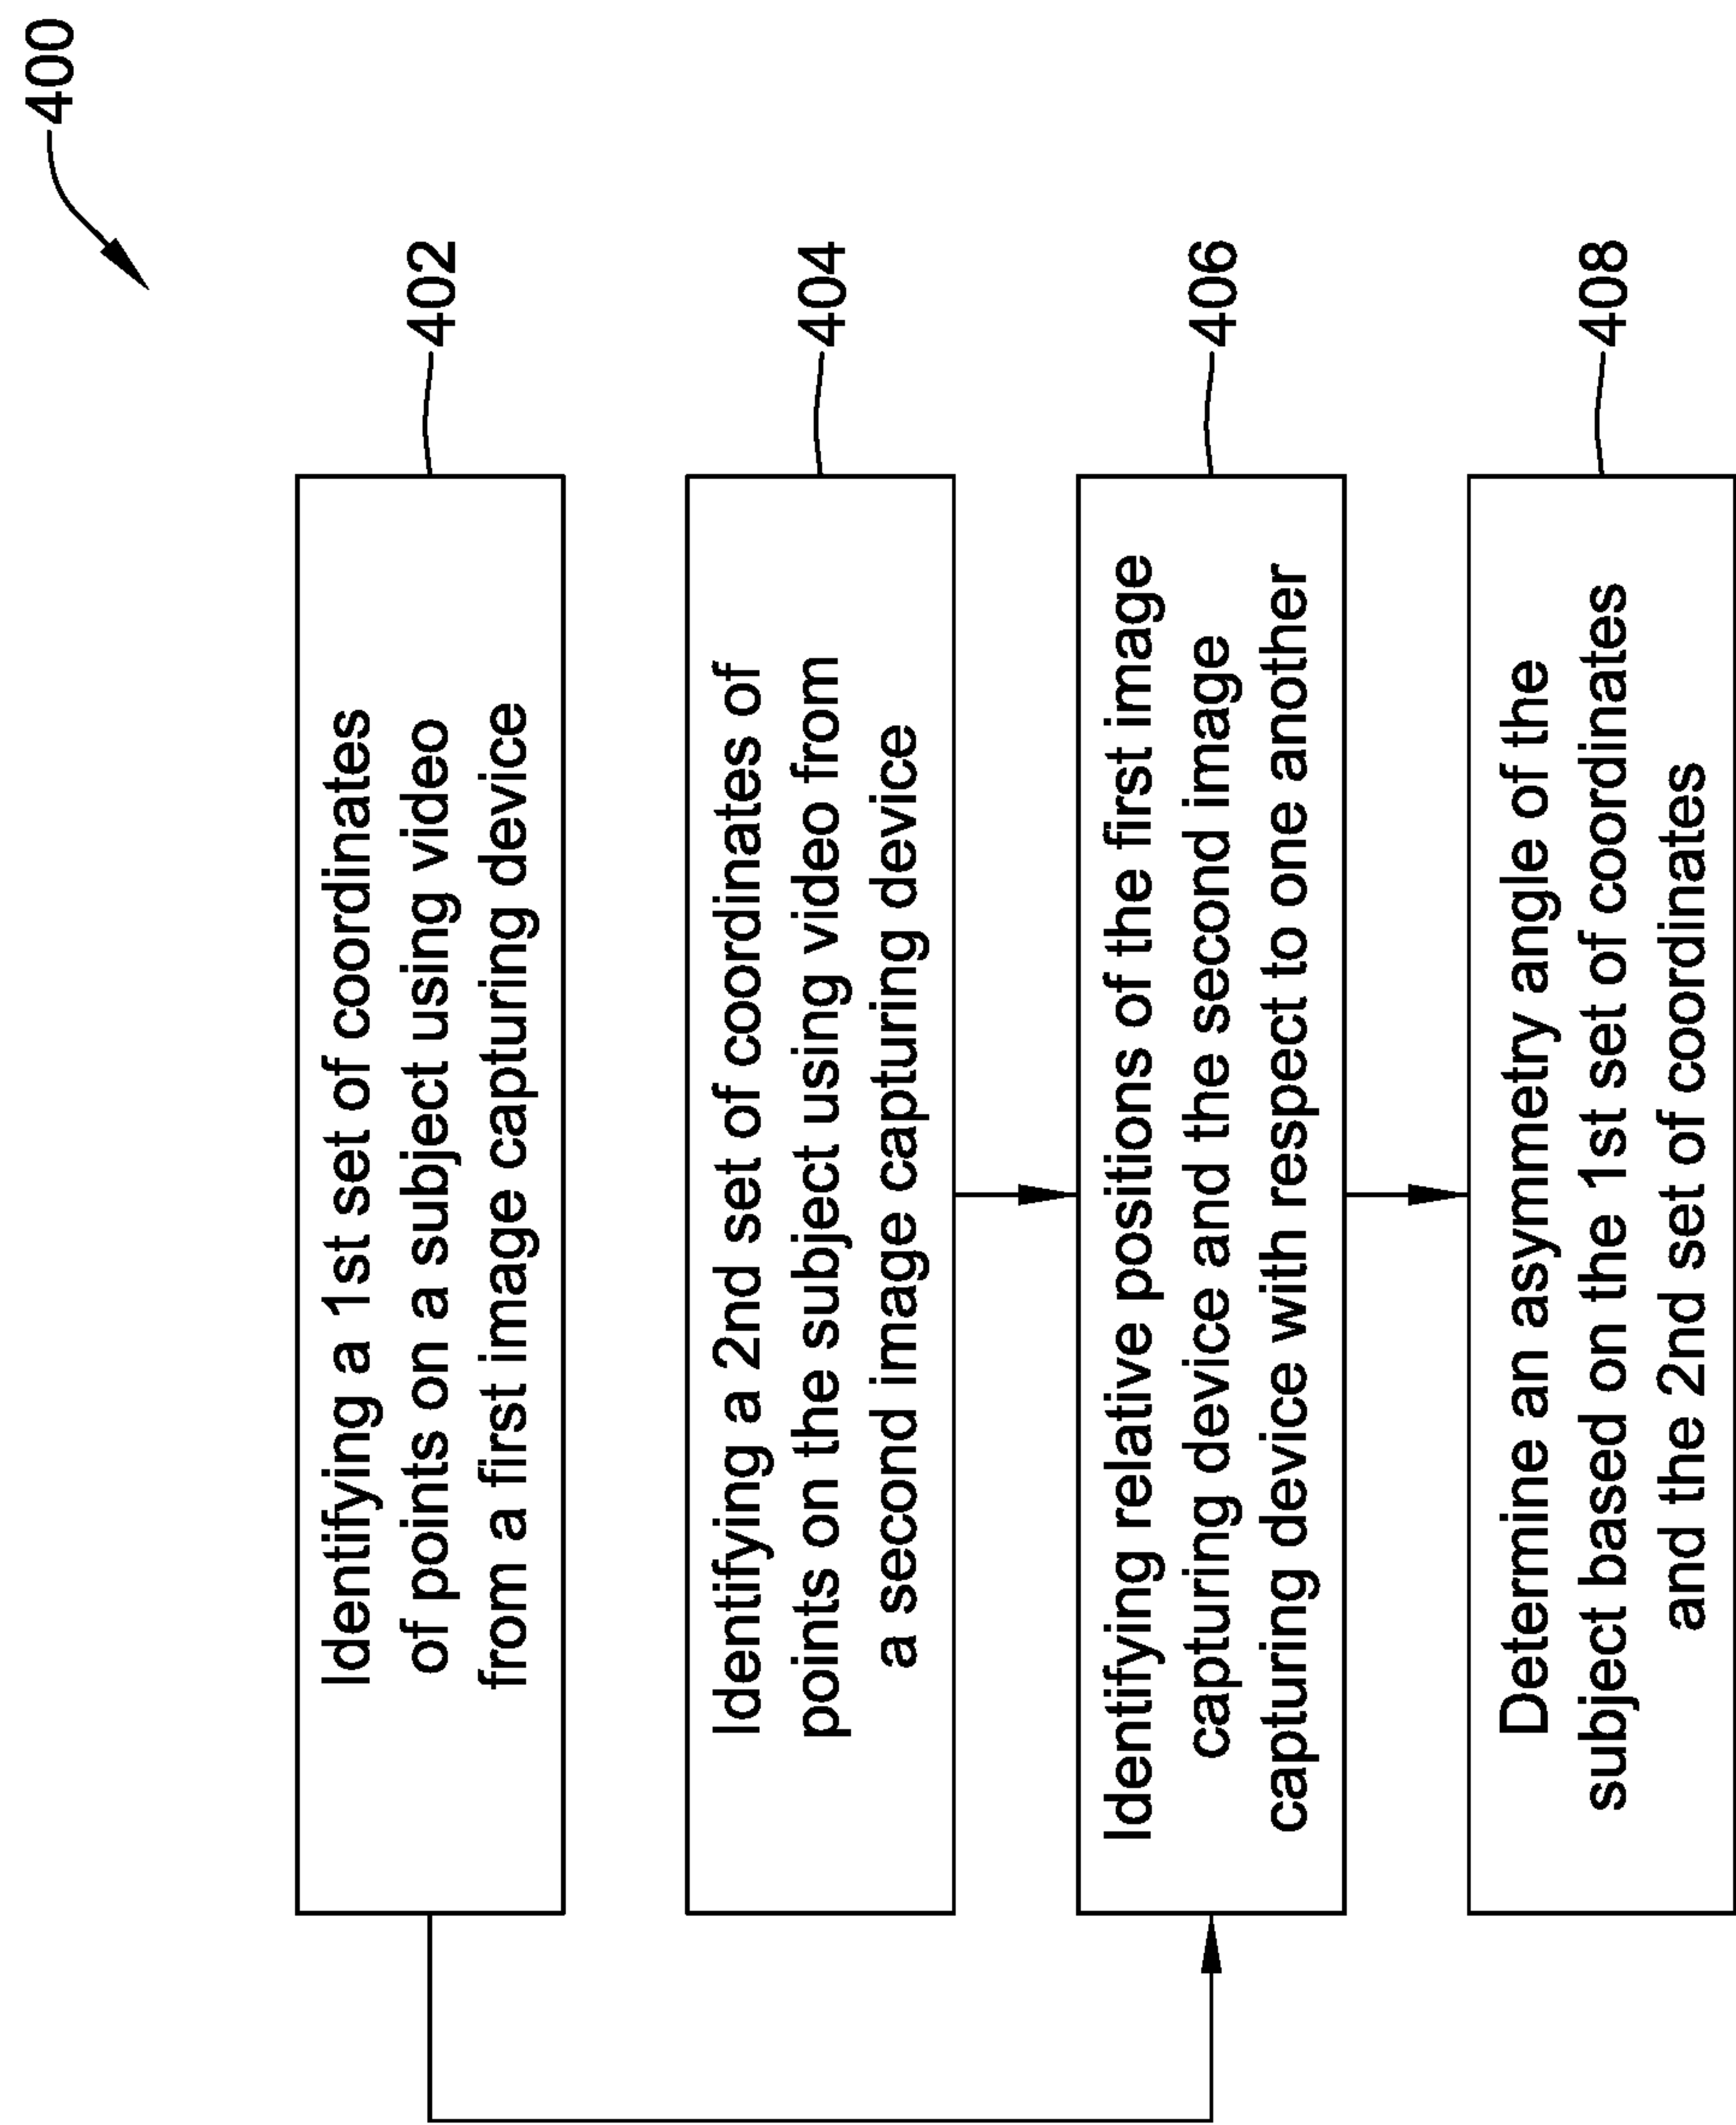 400
Identifying a 1st set of coordinates
of points on a subject using video
from a first image capturing device
402
Identifying a 2nd set of coordinates of
points on the subject using video from
a second image capturing device
404
Identifying relative positions of the first image
capturing device and the second image
capturing device with respect to one another
406
Determine an asymmetry angle of the
subject based on the 1st set of coordinates
and the 2nd set of coordinates
408